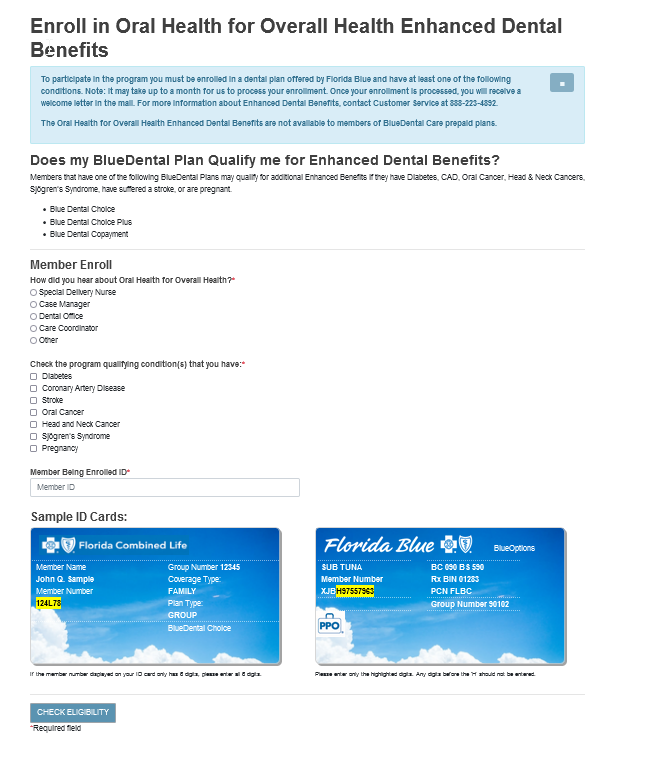 Enroll in Oral Health for Overall Health Enhanced Dental
Benefits
To participate in the program you must be enrolled in a dental plan offered by Florida Blue and have at least one of the following
conditions. Note: it may take up to a month for us to process your enrollment. Once your enrollment is processed, you will receive a
welcome letter in the mail. For more information about Enhanced Dental Benefits, contact Customer Service at 888-223-4892.
The Oral Health for Overall Health Enhanced Dental Benefits are not available to members of BlueDental Care prepaid plans.
Does my BlueDental Plan Qualify me for Enhanced Dental Benefits?
Members that have one of the following BlueDental Plans may qualify for additional Enhanced Benefits if they have Diabetes, CAD, Oral Cancer, Head & Neck Cancers,
Sjögren's Syndrome, have suffered a stroke, or are pregnant.
• Blue Dental Choice
• Blue Dental Choice Plus
• Blue Dental Copayment
Member Enroll
How did you hear about Oral Health for Overall Health?*
Special Delivery Nurse
Case Manager
Dental Office
Care Coordinator
Other
Check the program qualifying condition(s) that you have:*
Diabetes
Coronary Artery Disease
Stroke
Oral Cancer
Head and Neck Cancer
Sjögren's Syndrome
Pregnancy
Member Being Enrolled ID*
Member ID
Sample ID Cards:
Florida Combined Life
Member Name
John Q. Sample
Member Number
124L78
Group Number 12345
Coverage Type:
FAMILY
Plan Type:
GROUP
BlueDental Choice
Florida Blue
BlueOptions
SUB TUNA
Member Number
XJBH97557963
BC 090 BS 590
Rx BIN 01283
PCN FLBC
Group Number 90102
PPO
If the member number displayed on your ID card only has 6 digits, please enter all 6 digits.
Please enter only the highlighted digits. Any digits before the 'H' should not be entered.
CHECK ELIGIBILITY
*Required field